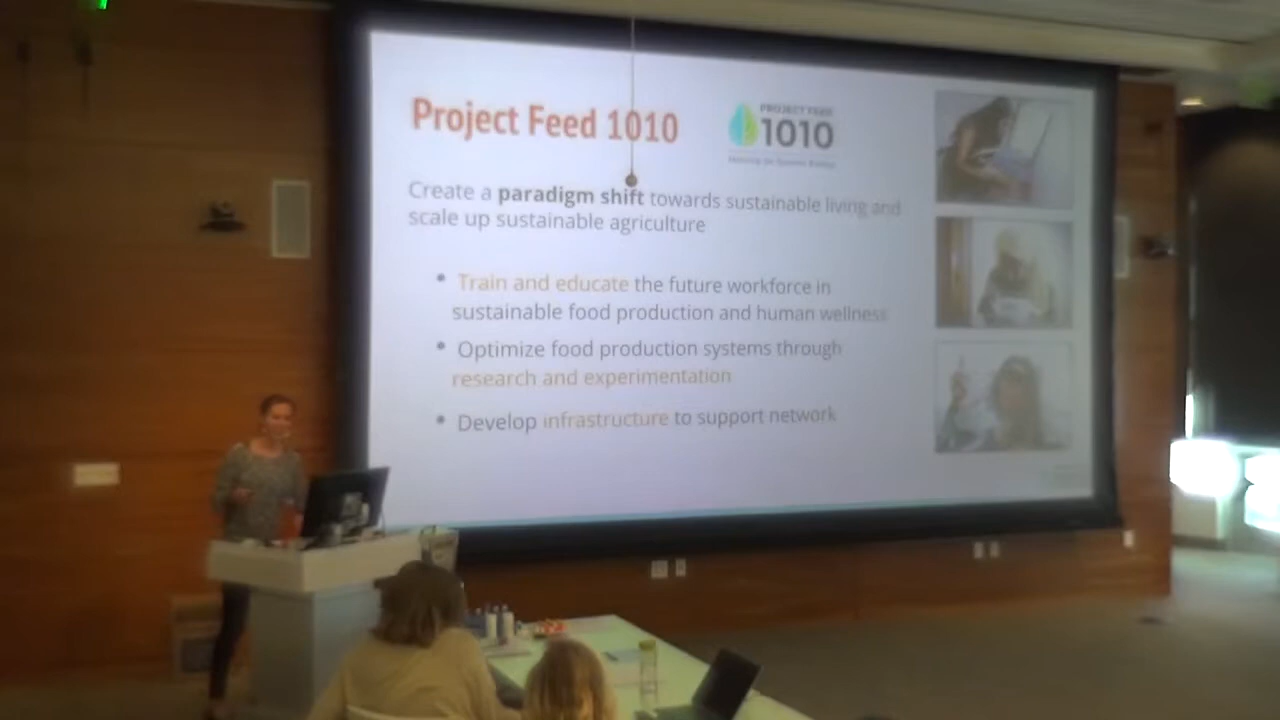 Project Feed 1010
PROJECT FEED
1010
Create a paradigm shift towards sustainable living and
scale up sustainable agriculture
• Train and educate the future workforce in
sustainable food production and human wellness
• Optimize food production systems through
research and experimentation
• Develop infrastructure to support network